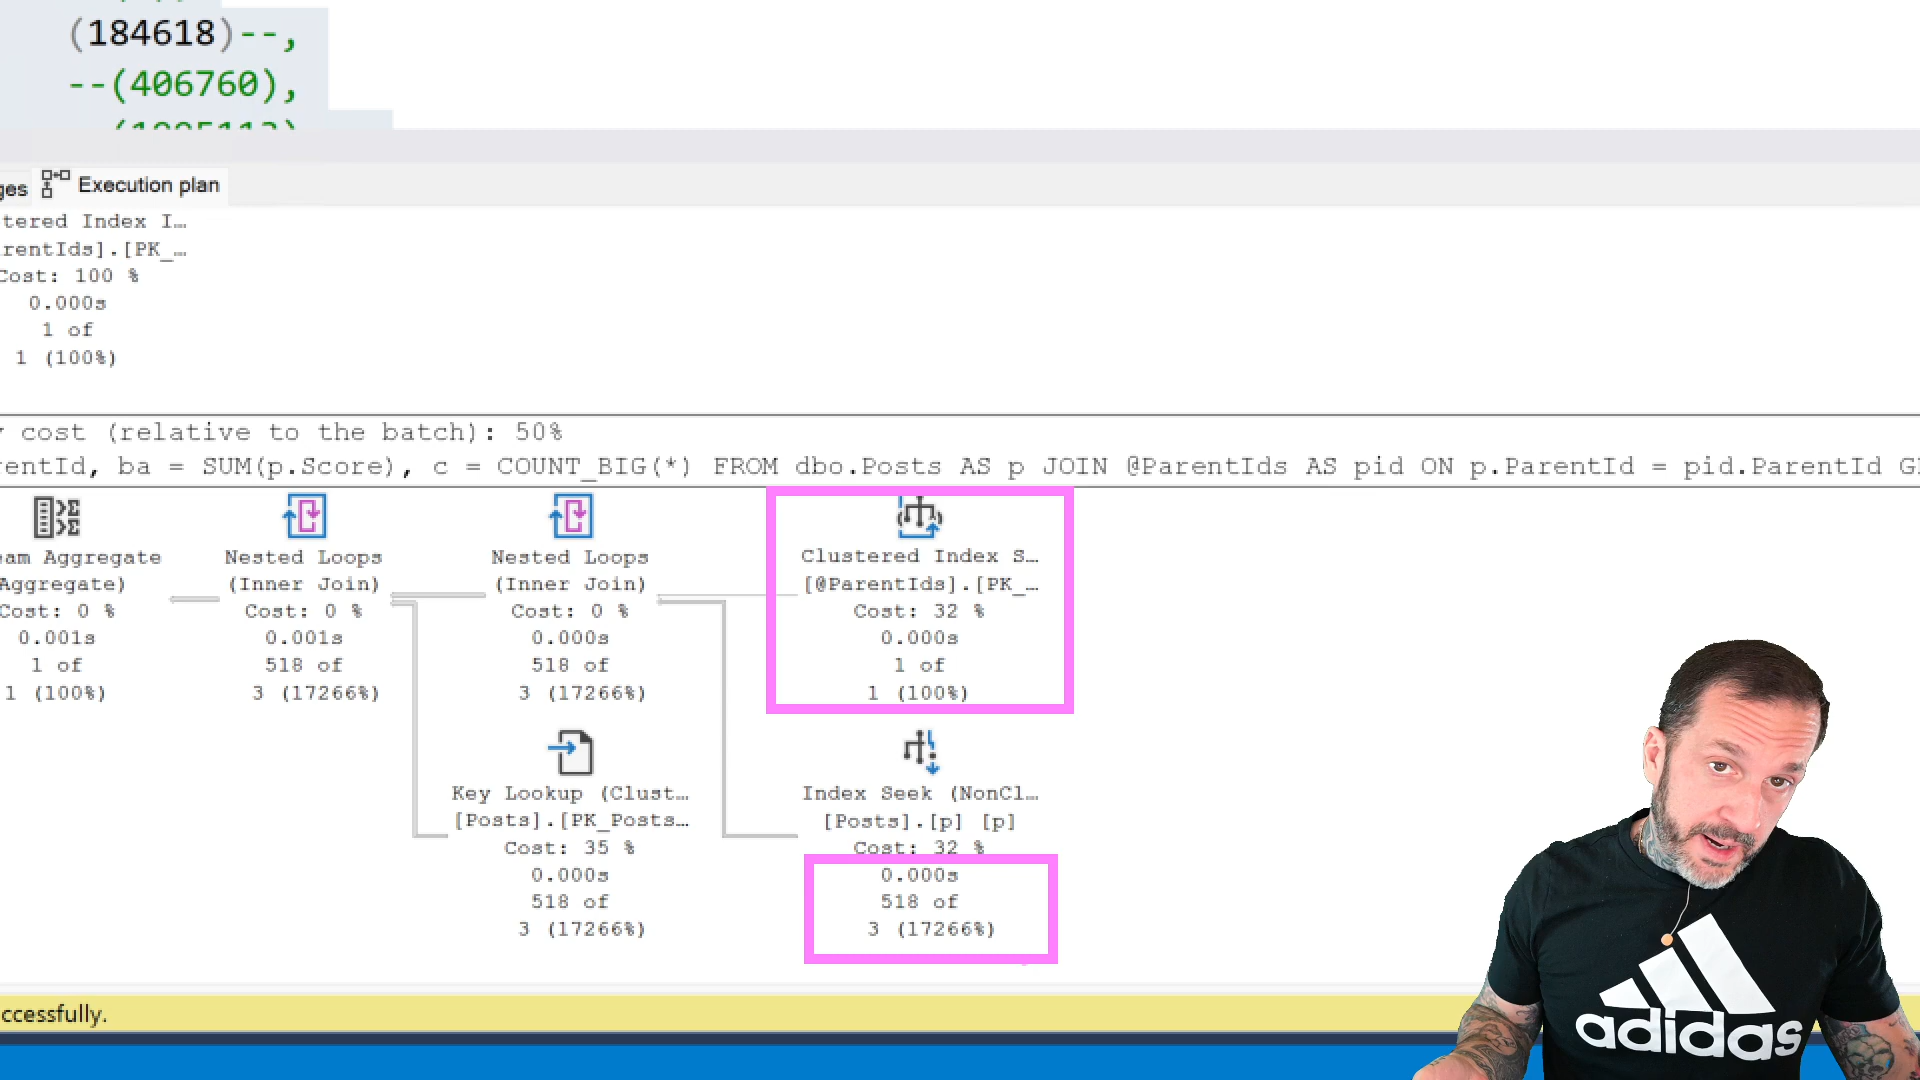 (184618)--,
--(406760),
ges
Execution plan
tered Index I…
rentIds].[PK_…
Cost: 100 %
0.000s
1 of
1 (100%)
cost (relative to the batch): 50%
entId, ba = SUM(p.Score), c = COUNT_BIG(*) FROM dbo.Posts AS p JOIN @ParentIds AS pid ON p.ParentId = pid.ParentId G
am Aggregate
Aggregate)
Cost: 0 %
0.001s
1 of
1 (100%)
Nested Loops
(Inner Join)
Cost: 0 %
0.001s
518 of
3 (17266%)
Nested Loops
(Inner Join)
Cost: 0 %
0.000s
518 of
3 (17266%)
Clustered Index S…
[@ParentIds].[PK_…
Cost: 32 %
0.000s
1 of
1 (100%)
Key Lookup (Clust…
[Posts].[PK_Posts…
Cost: 35 %
0.000s
518 of
3 (17266%)
Index Seek (NonCl…
[Posts].[p] [p]
Cost: 32 %
0.000s
518 of
3 (17266%)
ccessfully.
adidas